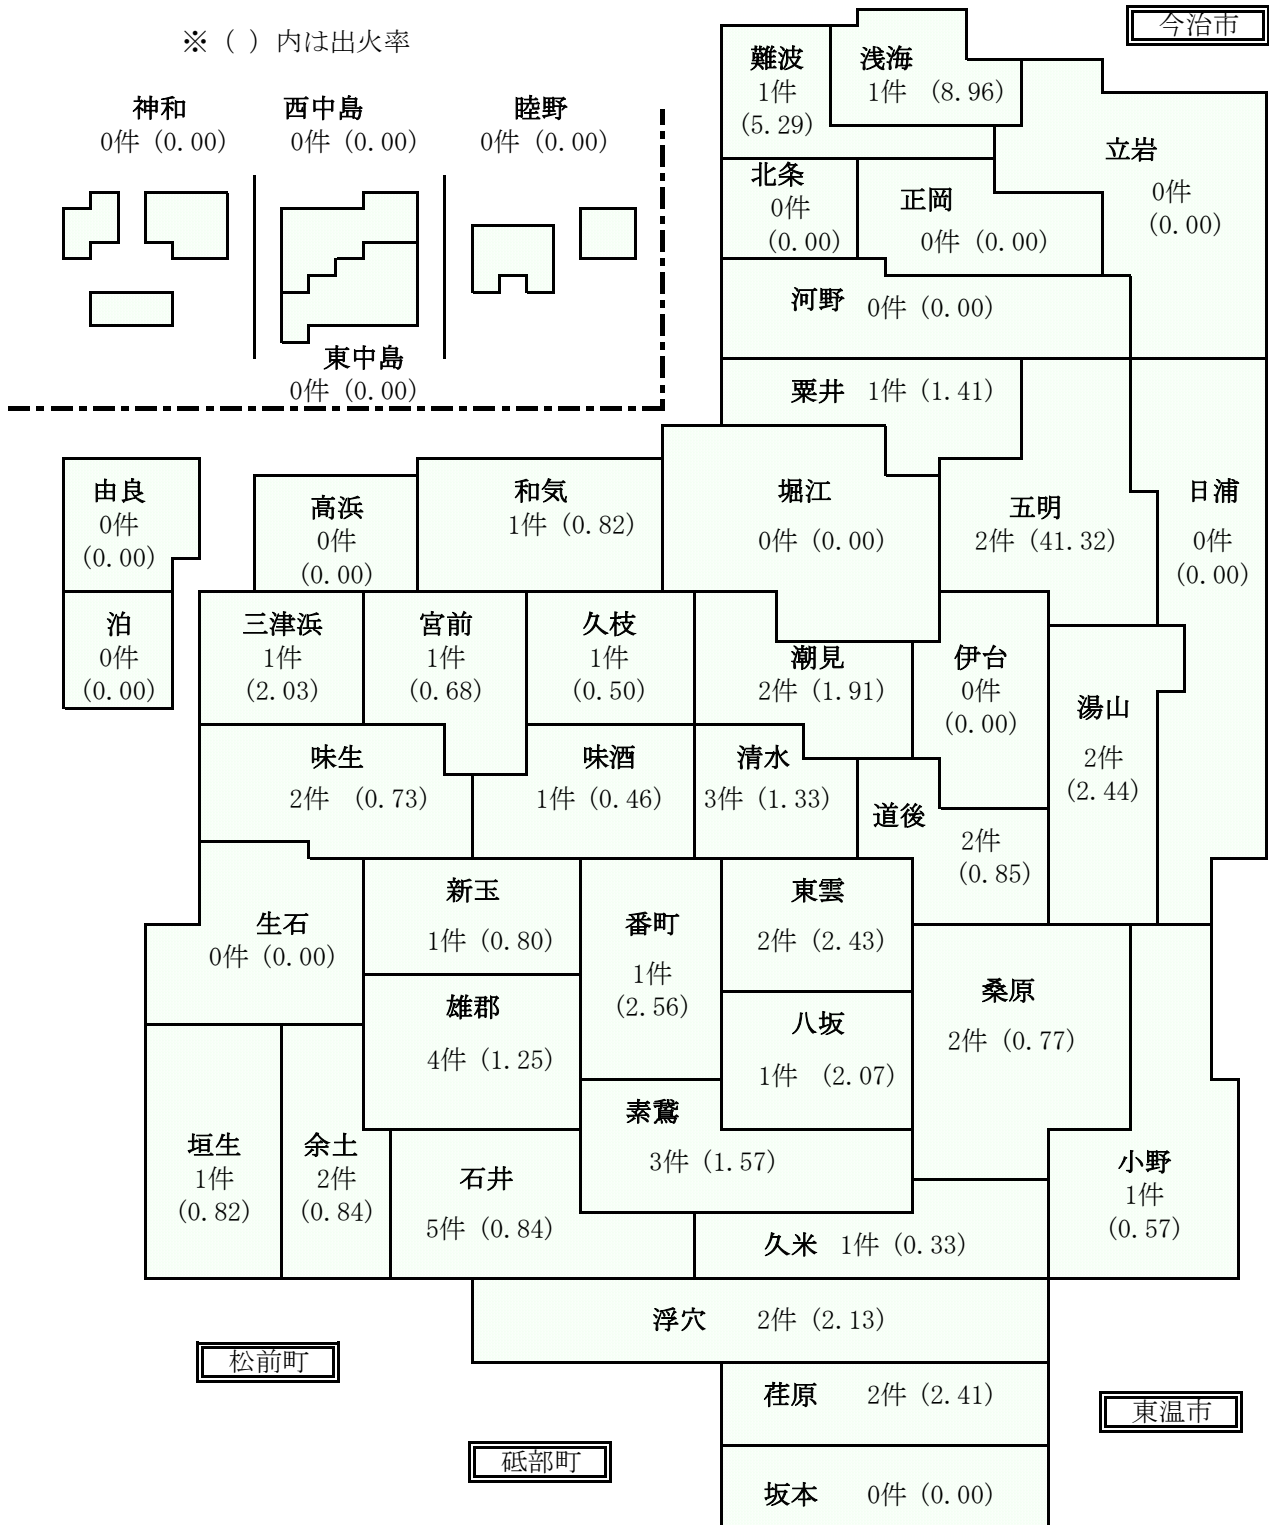 今治市
※（ ）内は出火率
難波
1件
(5.29)
浅海
1件 (8.96)
神和
0件 (0.00)
西中島
0件 (0.00)
睦野
0件 (0.00)
立岩
0件
(0.00)
北条
0件
(0.00)
正岡
0件 (0.00)
河野 0件 (0.00)
東中島
0件 (0.00)
粟井 1件 (1.41)
由良
0件
(0.00)
高浜
0件
(0.00)
和気
1件 (0.82)
堀江
0件 (0.00)
五明
2件 (41.32)
日浦
0件
(0.00)
泊
0件
(0.00)
三津浜
1件
(2.03)
宮前
1件
(0.68)
久枝
1件
(0.50)
潮見
2件 (1.91)
伊台
0件
(0.00)
湯山
2件
(2.44)
味生
2件 (0.73)
味酒
1件 (0.46)
清水
3件 (1.33)
道後
2件
(0.85)
生石
0件 (0.00)
新玉
1件 (0.80)
番町
1件
(2.56)
東雲
2件 (2.43)
雄郡
4件 (1.25)
八坂
1件 (2.07)
桑原
2件 (0.77)
素鵞
3件 (1.57)
垣生
1件
(0.82)
余土
2件
(0.84)
石井
5件 (0.84)
小野
1件
(0.57)
久米 1件 (0.33)
浮穴 2件 (2.13)
松前町
荏原 2件 (2.41)
東温市
砥部町
坂本 0件 (0.00)